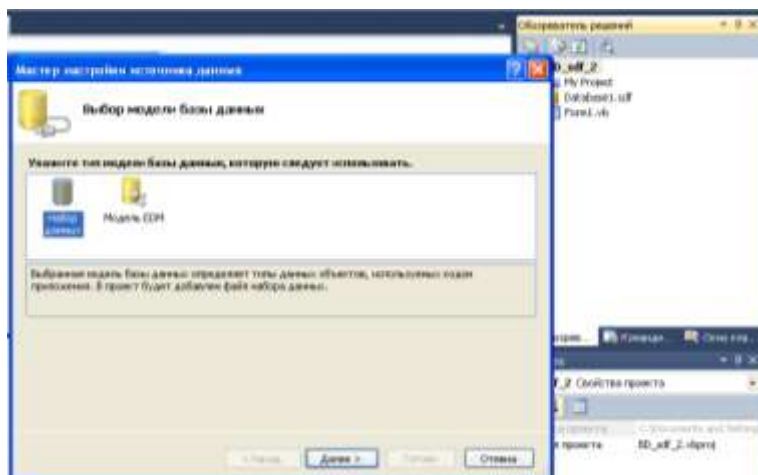 Обозреватель решений
Мастер настройки источника данных
BD_sdf_2
My Project
Database1.sdf
Form1.vb
Выбор модели базы данных
Укажите тип модели базы данных, которую следует использовать.
Набор данных
Модель EDM
Выбранная модель базы данных определяет типы данных объектов, используемых кодом
приложения. В проект будет добавлен файл набора данных.
Свойства проекта
BD_sdf_2.vbproj
< Назад
Далее >
Готово
Отмена